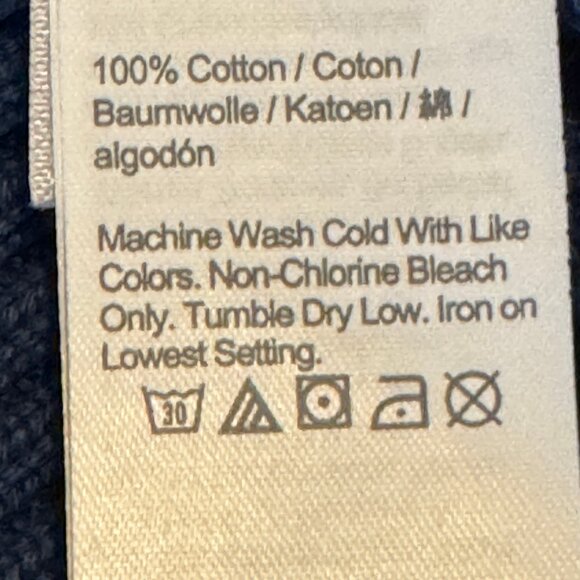 100% Cotton / Coton /
Baumwolle / Katoen / 綿 /
algodón
Machine Wash Cold With Like
Colors. Non-Chlorine Bleach
Only. Tumble Dry Low. Iron on
Lowest Setting.
30